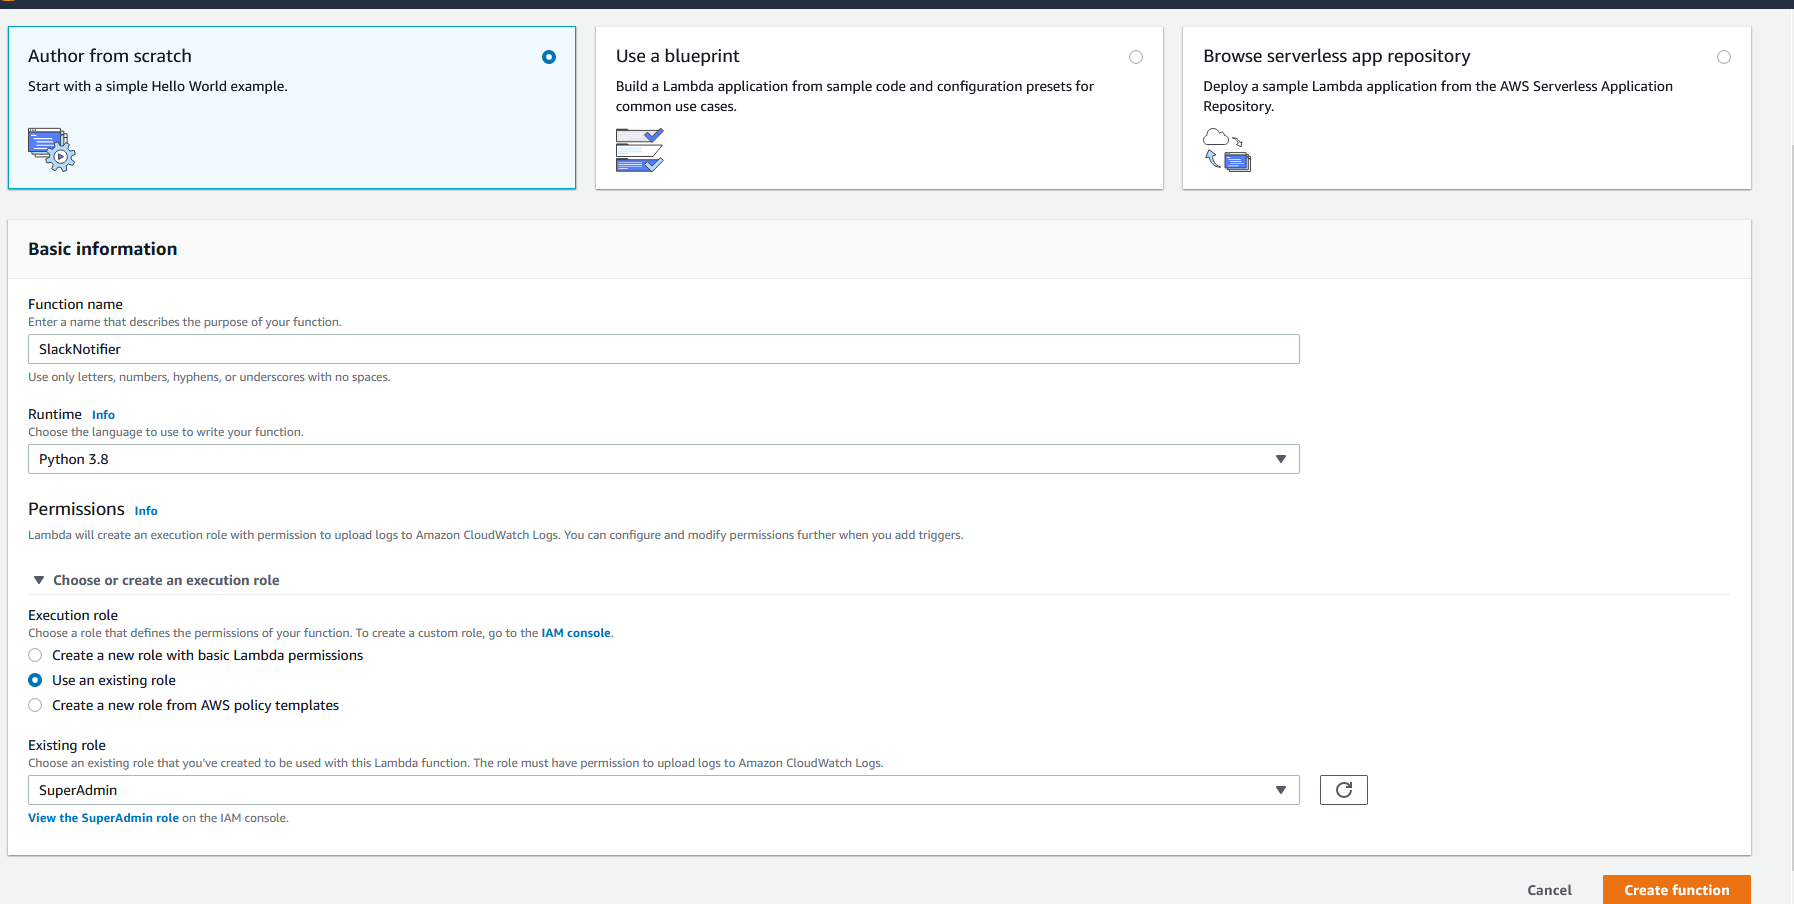 Author from scratch
Start with a simple Hello World example.
Use a blueprint
Build a Lambda application from sample code and configuration presets for
common use cases.
Browse serverless app repository
Deploy a sample Lambda application from the AWS Serverless Application
Repository.
Basic information
Function name
Enter a name that describes the purpose of your function.
SlackNotifier
Use only letters, numbers, hyphens, or underscores with no spaces.
Runtime Info
Choose the language to use to write your function.
Python 3.8
Permissions Info
Lambda will create an execution role with permission to upload logs to Amazon CloudWatch Logs. You can configure and modify permissions further when you add triggers.
Choose or create an execution role
Execution role
Choose a role that defines the permissions of your function. To create a custom role, go to the IAM console.
Create a new role with basic Lambda permissions
Use an existing role
Create a new role from AWS policy templates
Existing role
Choose an existing role that you've created to be used with this Lambda function. The role must have permission to upload logs to Amazon CloudWatch Logs.
SuperAdmin
View the SuperAdmin role on the IAM console.
Cancel
Create function